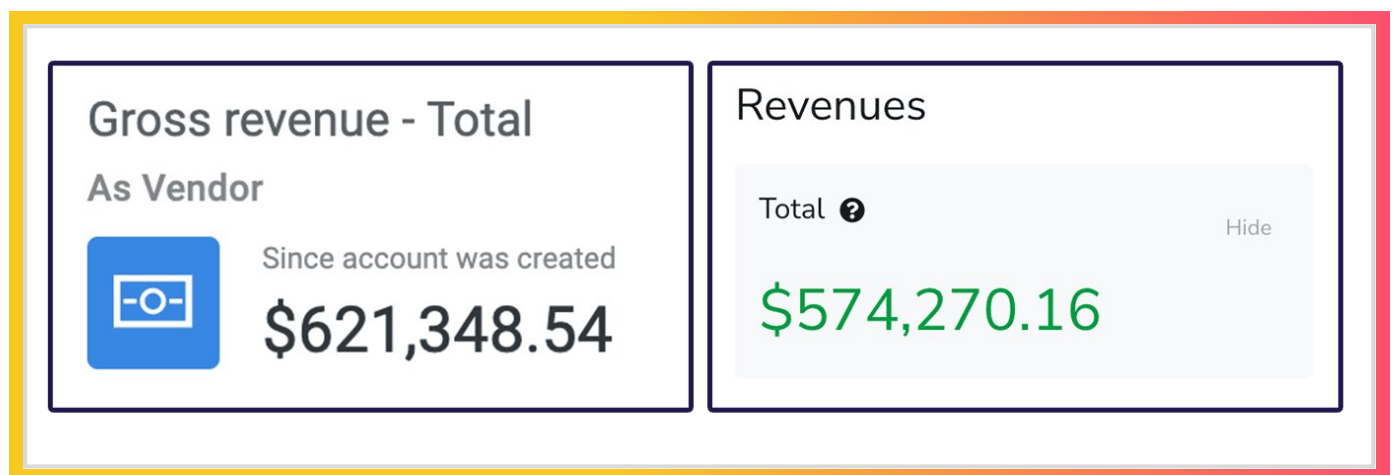 Gross revenue - Total
As Vendor
Since account was created
$621,348.54
Revenues
Total ?
Hide
$574,270.16